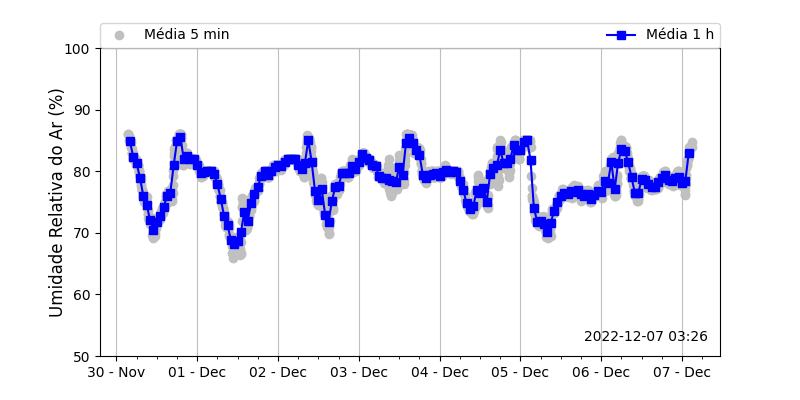 Média 5 min
Média 1 h
Umidade Relativa do Ar (%)
100
90
80
70
60
50
2022-12-07 03:26
30 - Nov
01 - Dec
02 - Dec
03 - Dec
04 - Dec
05 - Dec
06 - Dec
07 - Dec